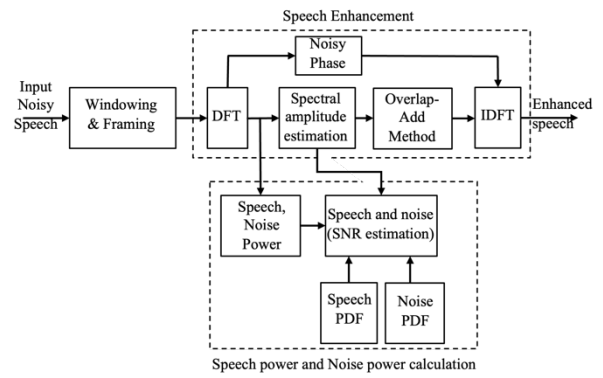 Speech Enhancement
Noisy
Phase
Input
Noisy
Speech
Windowing
& Framing
DFT
Spectral
amplitude
estimation
Overlap-
Add
Method
IDFT
Enhanced
speech
Speech,
Noise
Power
Speech and noise
(SNR estimation)
Speech
PDF
Noise
PDF
Speech power and Noise power calculation